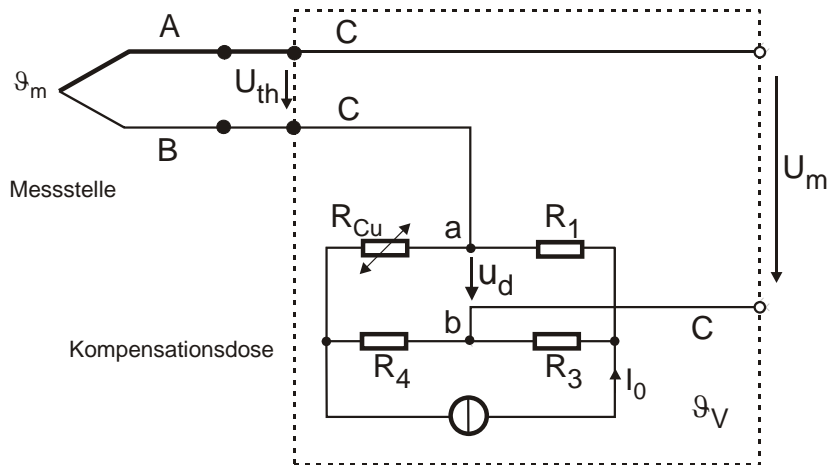 A
C
ϑm
Uth
C
B
Um
Messstelle
RCu
a
R1
ud
b
C
Kompensationsdose
R4
R3
I0
ϑV